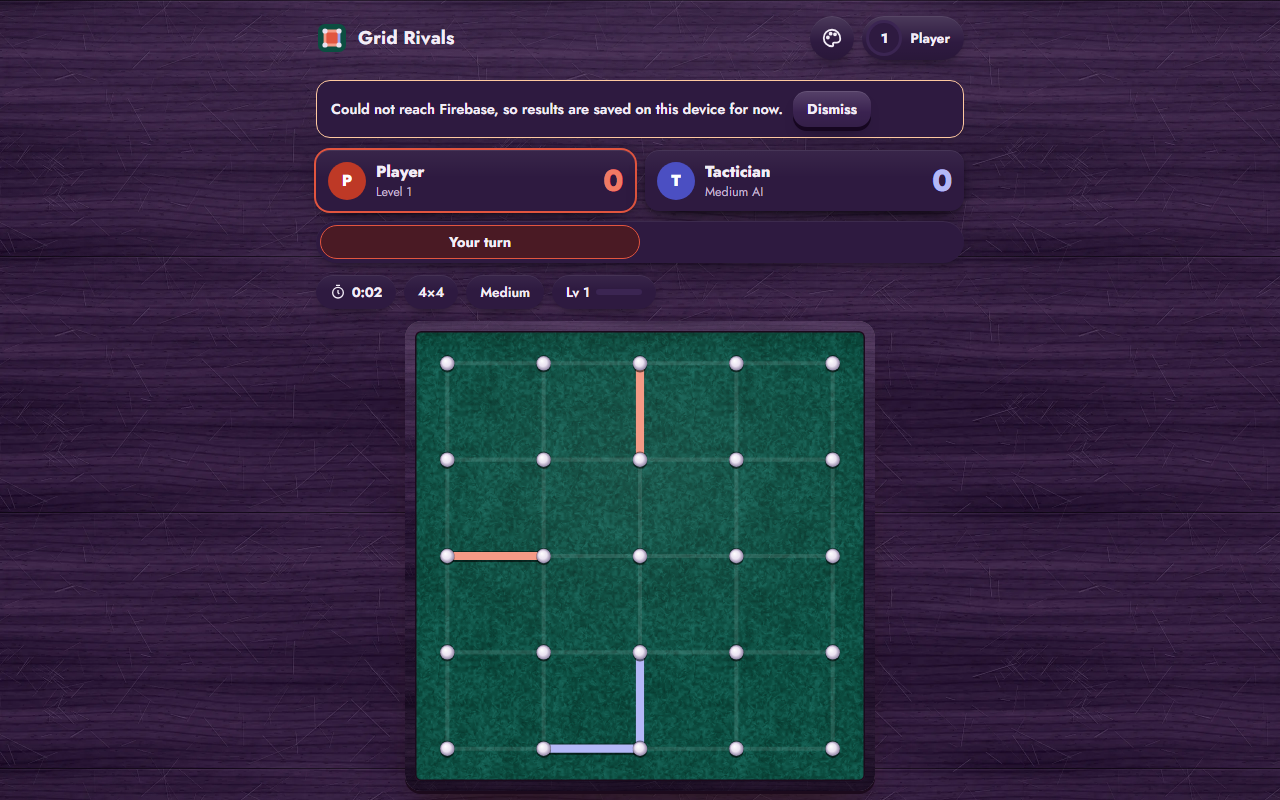 Grid Rivals
1 Player
Could not reach Firebase, so results are saved on this device for now. Dismiss
P Player 0
Level 1
T Tactician 0
Medium AI
Your turn
0:02 4×4 Medium Lv 1